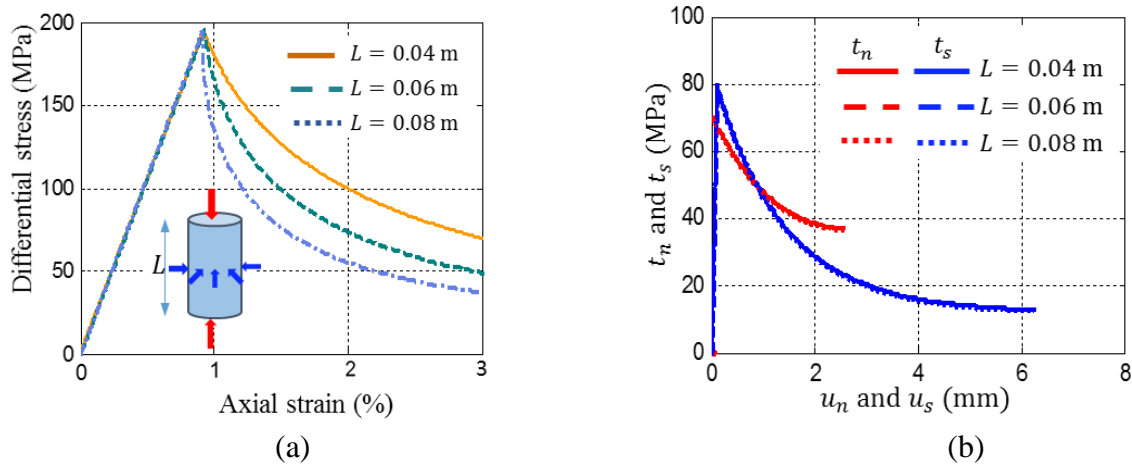 Differential stress (MPa)
200
150
100
50
0
0
1
2
3
Axial strain (%)
L = 0.04 m
L = 0.06 m
L = 0.08 m
L
(a)
t_n and t_s (MPa)
100
80
60
40
20
0
0
2
4
6
8
u_n and u_s (mm)
t_n t_s
L = 0.04 m
L = 0.06 m
L = 0.08 m
(b)